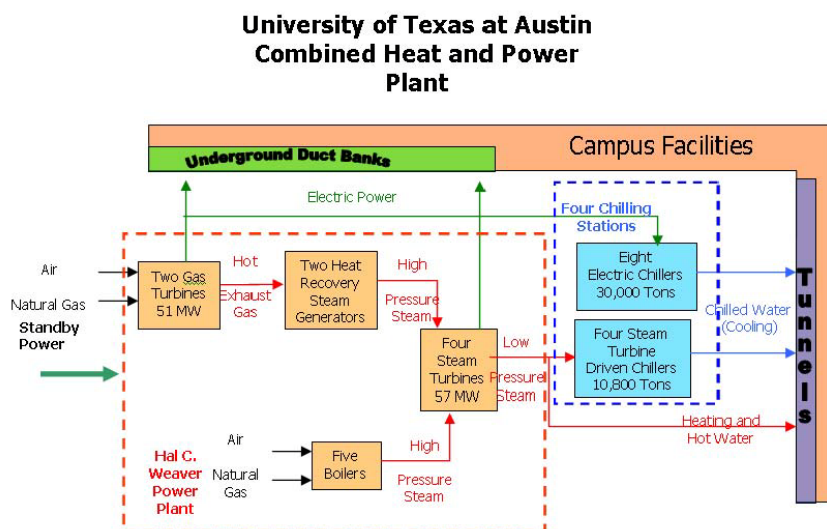 University of Texas at Austin
Combined Heat and Power
Plant
Campus Facilities
Underground Duct Banks
Electric Power
Four Chilling
Stations
Air
Natural Gas
Standby
Power
Two Gas
Turbines
51 MW
Hot
Exhaust Gas
Two Heat
Recovery
Steam
Generators
High
Pressure
Steam
Eight
Electric Chillers
30,000 Tons
Four
Steam
Turbines
57 MW
Low
Pressure
Steam
Four Steam
Turbine
Driven Chillers
10,800 Tons
Chilled Water
(Cooling)
Tunnels
Heating and
Hot Water
Hal C.
Weaver
Power
Plant
Air
Natural
Gas
Five
Boilers
High
Pressure
Steam